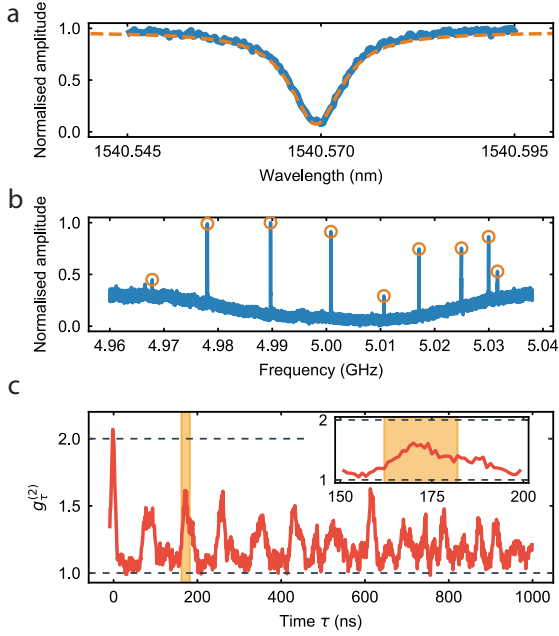 a
Normalised amplitude
1.0
0.5
0.0
1540.545 1540.570 1540.595
Wavelength (nm)
b
Normalised amplitude
1.0
0.5
0.0
4.96 4.97 4.98 4.99 5.00 5.01 5.02 5.03 5.04
Frequency (GHz)
c
g_τ^(2)
2.0
1.5
1.0
2
1
150 175 200
0 200 400 600 800 1000
Time τ (ns)